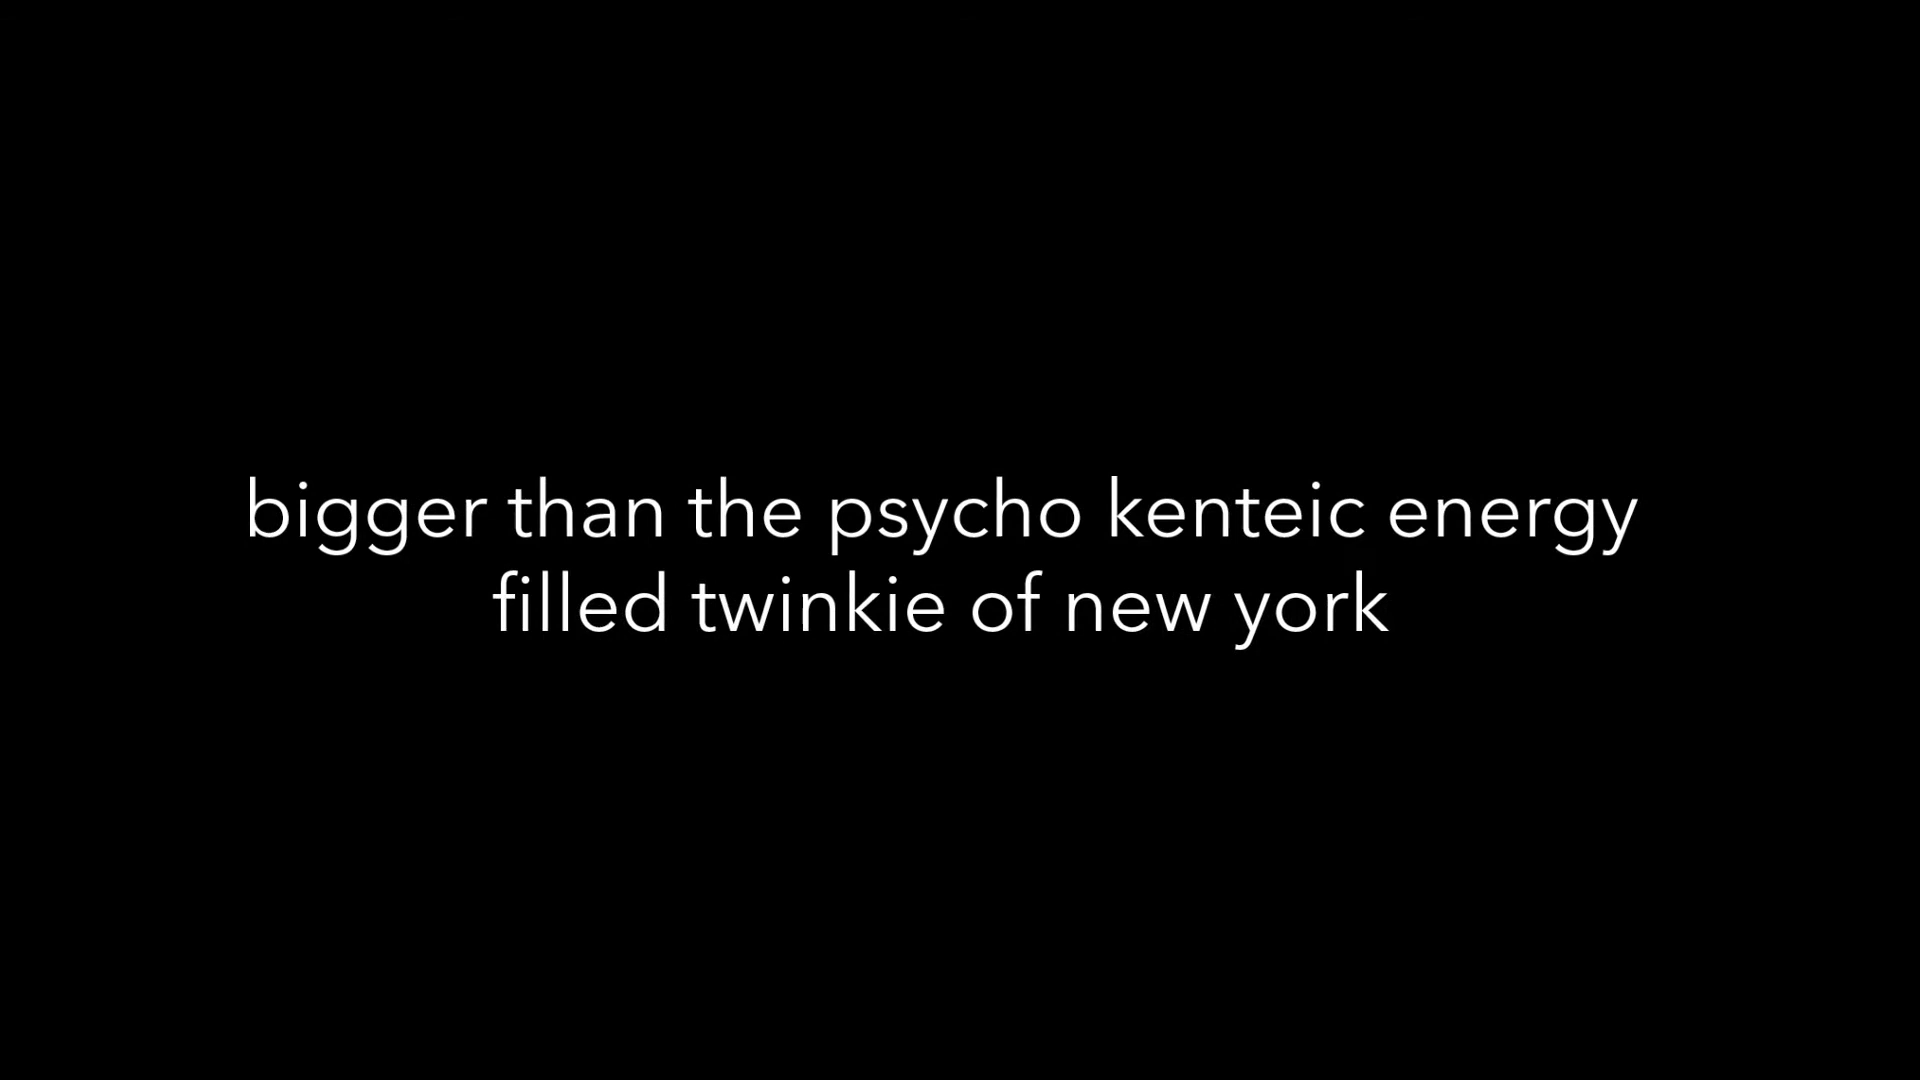 bigger than the psycho kenteic energy
filled twinkie of new york